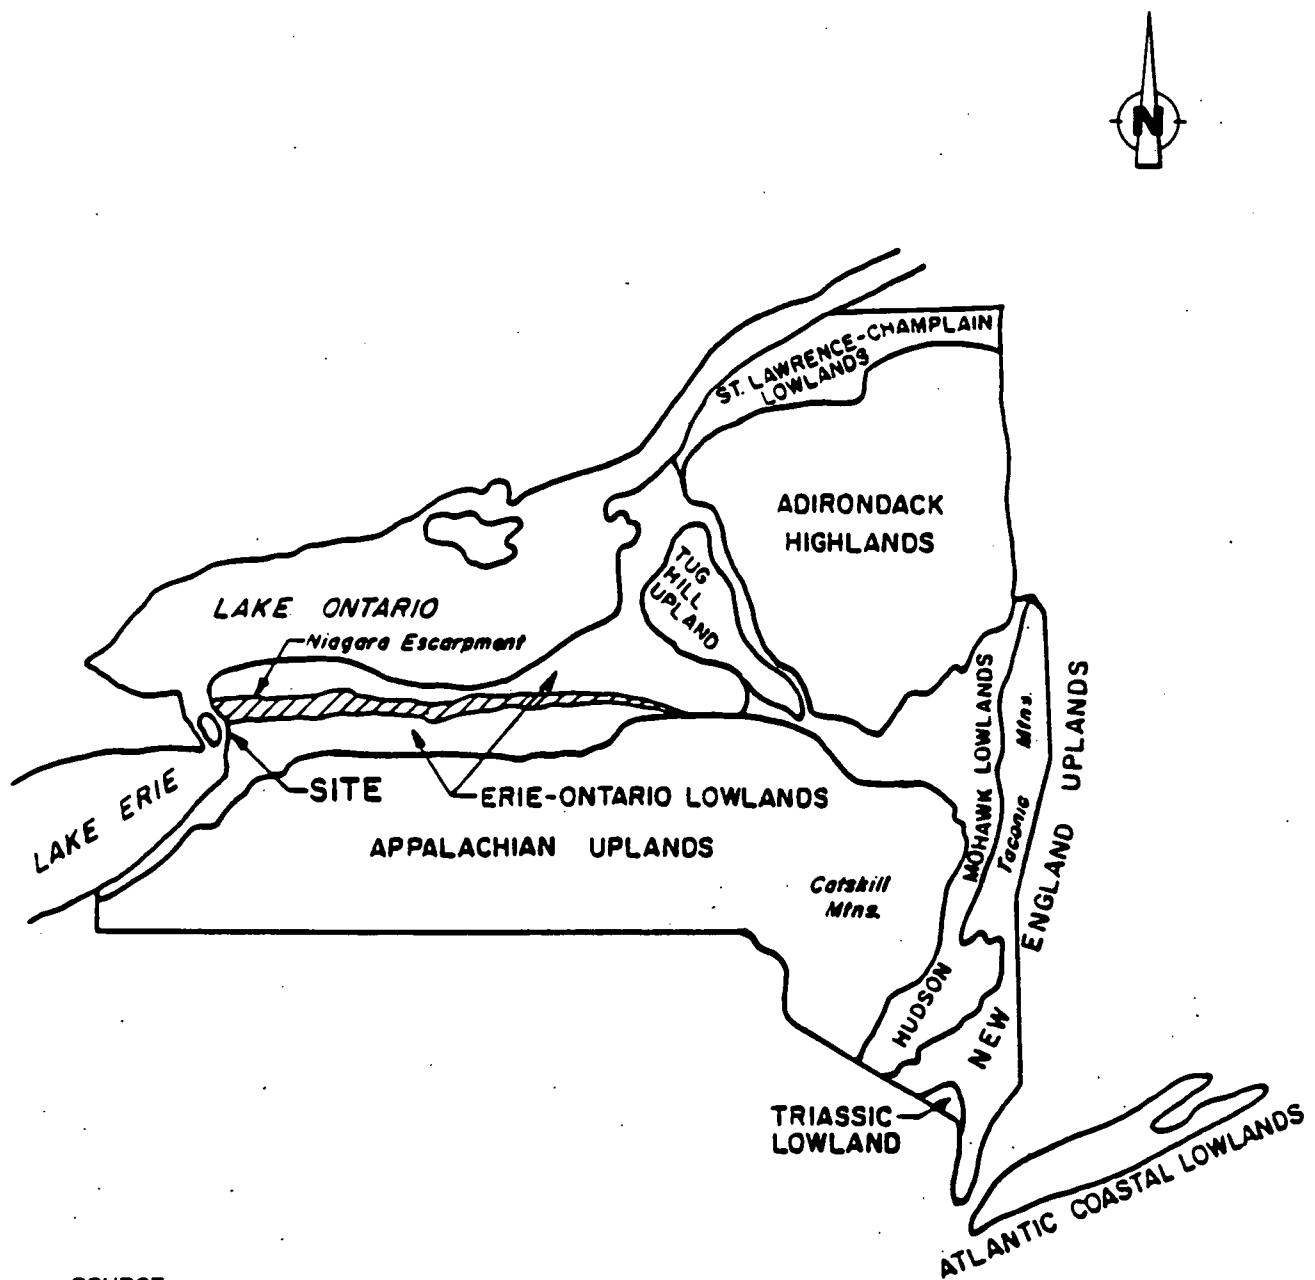 N
ST. LAWRENCE-CHAMPLAIN
LOWLANDS
ADIRONDACK
HIGHLANDS
TUG
HILL
UPLAND
LAKE ONTARIO
Niagara Escarpment
SITE
ERIE-ONTARIO LOWLANDS
LAKE ERIE
APPALACHIAN UPLANDS
Catskill
Mtns.
HUDSON
MOHAWK LOWLANDS
Taconic Mtns.
NEW
ENGLAND UPLANDS
TRIASSIC
LOWLAND
ATLANTIC COASTAL LOWLANDS